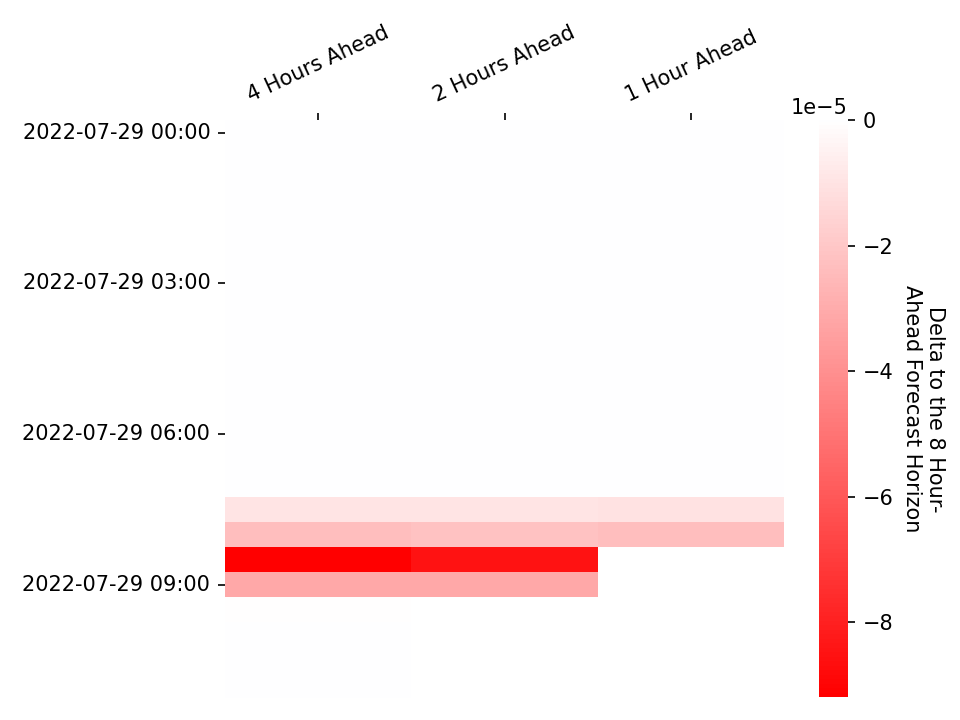 4 Hours Ahead
2 Hours Ahead
1 Hour Ahead
1e−5
2022-07-29 00:00
2022-07-29 03:00
2022-07-29 06:00
2022-07-29 09:00
0
−2
−4
−6
−8
Delta to the 8 Hour-
Ahead Forecast Horizon